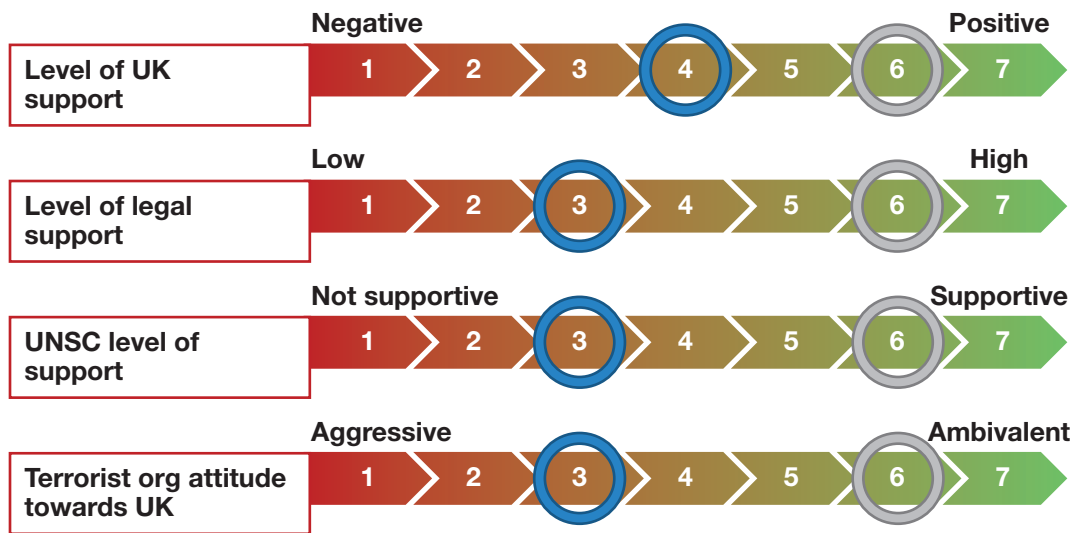 Negative Positive
Level of UK
support
1 2 3 4 5 6 7
Low High
Level of legal
support
1 2 3 4 5 6 7
Not supportive Supportive
UNSC level of
support
1 2 3 4 5 6 7
Aggressive Ambivalent
Terrorist org attitude
towards UK
1 2 3 4 5 6 7